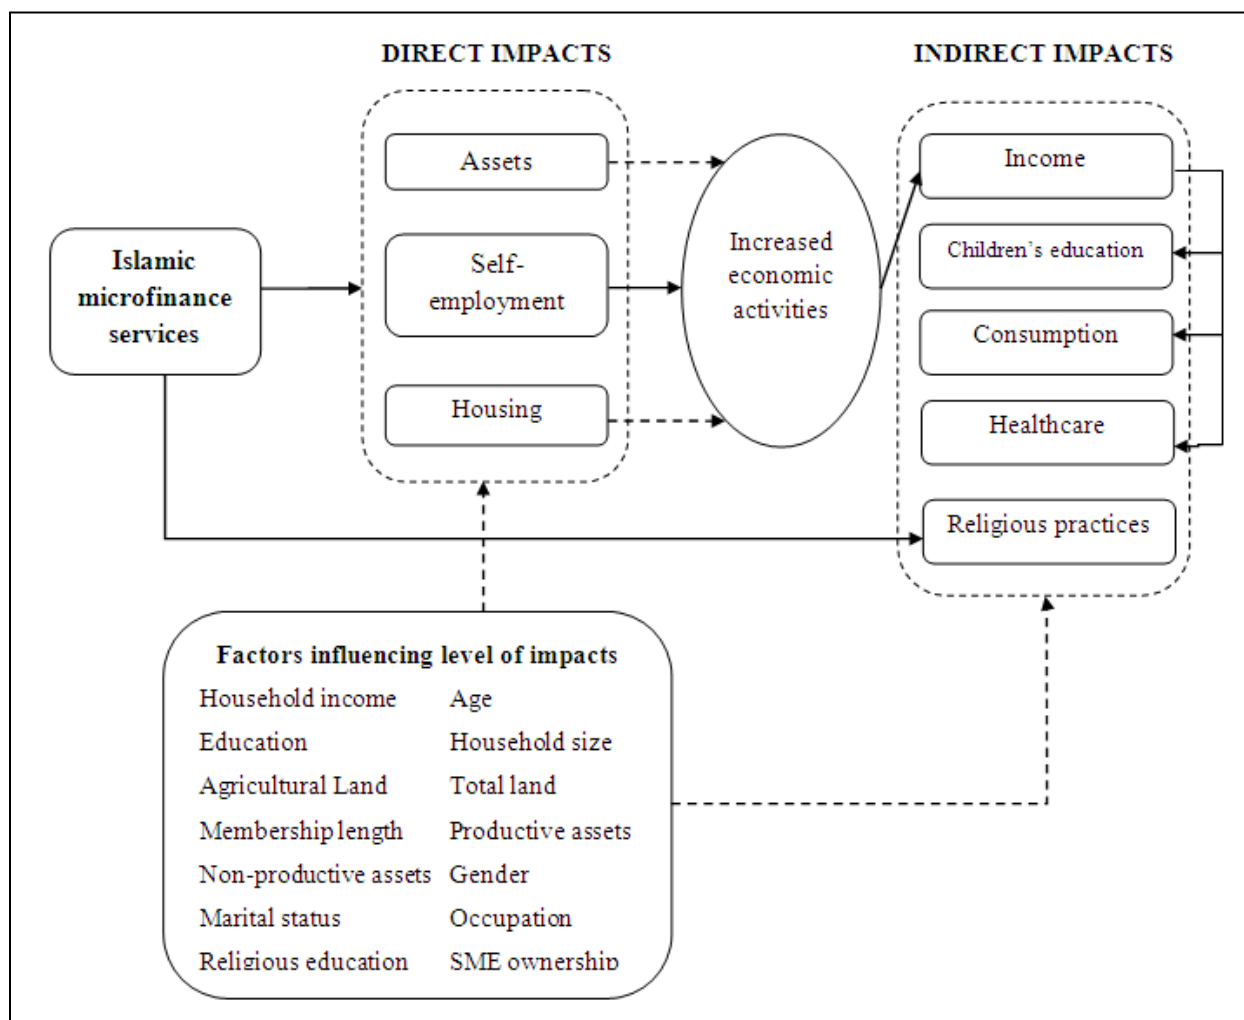 DIRECT IMPACTS
INDIRECT IMPACTS
Assets
Self-
employment
Housing
Islamic
microfinance
services
Increased
economic
activities
Income
Children's education
Consumption
Healthcare
Religious practices
Factors influencing level of impacts
Household income Age
Education Household size
Agricultural Land Total land
Membership length Productive assets
Non-productive assets Gender
Marital status Occupation
Religious education SME ownership